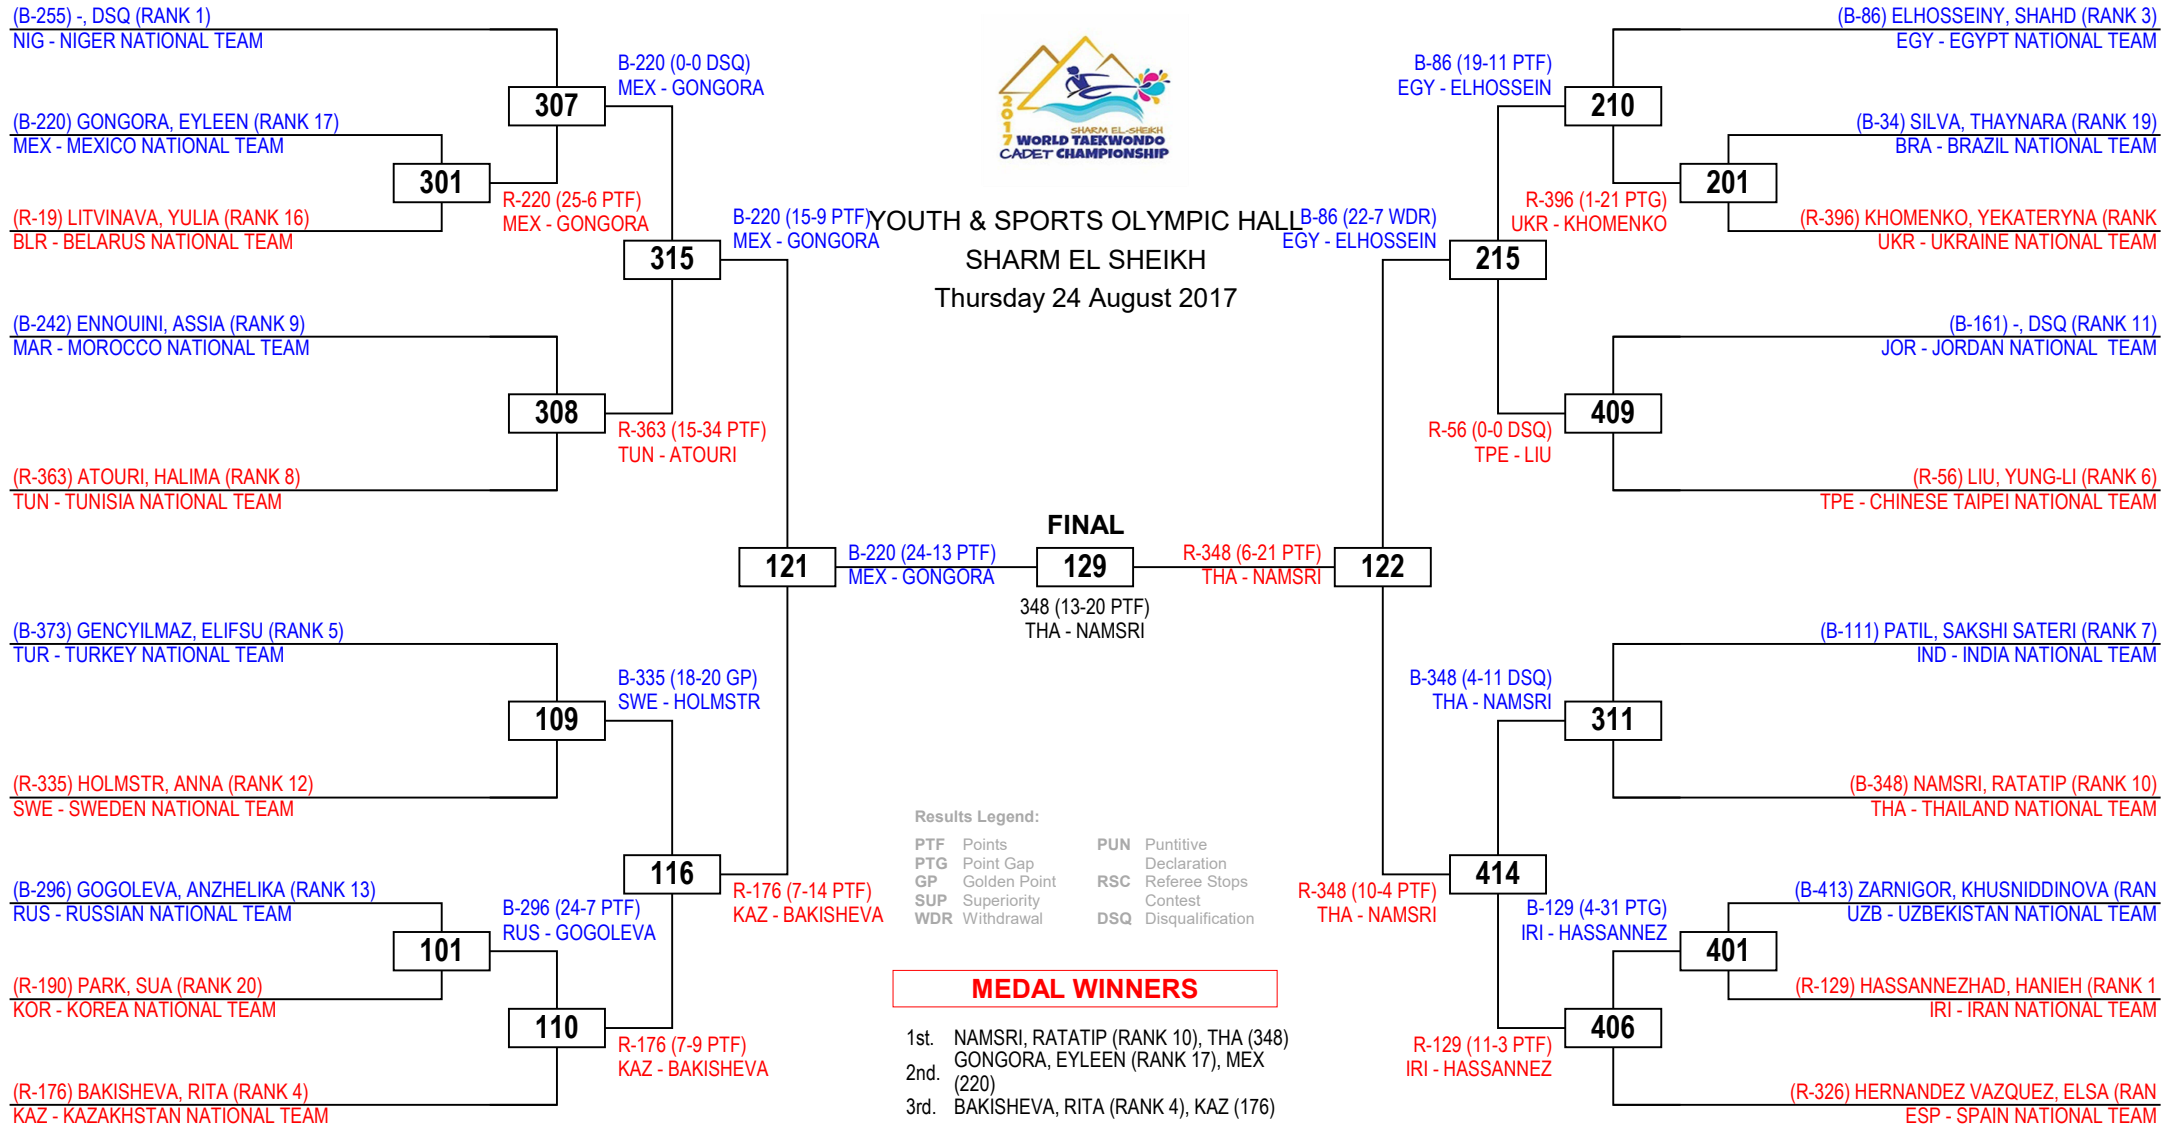 (B-255) -, DSQ (RANK 1)
NIG - NIGER NATIONAL TEAM
(B-220) GONGORA, EYLEEN (RANK 17)
MEX - MEXICO NATIONAL TEAM
(R-19) LITVINAVA, YULIA (RANK 16)
BLR - BELARUS NATIONAL TEAM
(B-242) ENNOUINI, ASSIA (RANK 9)
MAR - MOROCCO NATIONAL TEAM
(R-363) ATOURI, HALIMA (RANK 8)
TUN - TUNISIA NATIONAL TEAM
(B-373) GENCYILMAZ, ELIFSU (RANK 5)
TUR - TURKEY NATIONAL TEAM
(R-335) HOLMSTR, ANNA (RANK 12)
SWE - SWEDEN NATIONAL TEAM
(B-296) GOGOLEVA, ANZHELIKA (RANK 13)
RUS - RUSSIAN NATIONAL TEAM
(R-190) PARK, SUA (RANK 20)
KOR - KOREA NATIONAL TEAM
(R-176) BAKISHEVA, RITA (RANK 4)
KAZ - KAZAKHSTAN NATIONAL TEAM
301
101
R-220 (25-6 PTF)
MEX - GONGORA
B-296 (24-7 PTF)
RUS - GOGOLEVA
307
308
109
110
B-220 (0-0 DSQ)
MEX - GONGORA
R-363 (15-34 PTF)
TUN - ATOURI
B-335 (18-20 GP)
SWE - HOLMSTR
R-176 (7-9 PTF)
KAZ - BAKISHEVA
315
116
B-220 (15-9 PTF)
MEX - GONGORA
R-176 (7-14 PTF)
KAZ - BAKISHEVA
121
B-220 (24-13 PTF)
MEX - GONGORA
2017
SHARM EL-SHEIKH
WORLD TAEKWONDO
CADET CHAMPIONSHIP
YOUTH & SPORTS OLYMPIC HALL
SHARM EL SHEIKH
Thursday 24 August 2017
FINAL
129
348 (13-20 PTF)
THA - NAMSRI
R-348 (6-21 PTF)
THA - NAMSRI
122
B-86 (22-7 WDR)
EGY - ELHOSSEIN
R-348 (10-4 PTF)
THA - NAMSRI
215
414
B-86 (19-11 PTF)
EGY - ELHOSSEIN
R-56 (0-0 DSQ)
TPE - LIU
B-348 (4-11 DSQ)
THA - NAMSRI
R-129 (11-3 PTF)
IRI - HASSANNEZ
210
409
311
406
R-396 (1-21 PTG)
UKR - KHOMENKO
B-129 (4-31 PTG)
IRI - HASSANNEZ
201
401
(B-86) ELHOSSEINY, SHAHD (RANK 3)
EGY - EGYPT NATIONAL TEAM
(B-34) SILVA, THAYNARA (RANK 19)
BRA - BRAZIL NATIONAL TEAM
(R-396) KHOMENKO, YEKATERYNA (RANK
UKR - UKRAINE NATIONAL TEAM
(B-161) -, DSQ (RANK 11)
JOR - JORDAN NATIONAL TEAM
(R-56) LIU, YUNG-LI (RANK 6)
TPE - CHINESE TAIPEI NATIONAL TEAM
(B-111) PATIL, SAKSHI SATERI (RANK 7)
IND - INDIA NATIONAL TEAM
(B-348) NAMSRI, RATATIP (RANK 10)
THA - THAILAND NATIONAL TEAM
(B-413) ZARNIGOR, KHUSNIDDINOVA (RAN
UZB - UZBEKISTAN NATIONAL TEAM
(R-129) HASSANNEZHAD, HANIEH (RANK 1
IRI - IRAN NATIONAL TEAM
(R-326) HERNANDEZ VAZQUEZ, ELSA (RAN
ESP - SPAIN NATIONAL TEAM
Results Legend:
PTF Points
PTG Point Gap
GP Golden Point
SUP Superiority
WDR Withdrawal
PUN Puntitive
Declaration
RSC Referee Stops
Contest
DSQ Disqualification
MEDAL WINNERS
1st. NAMSRI, RATATIP (RANK 10), THA (348)
2nd. GONGORA, EYLEEN (RANK 17), MEX
(220)
3rd. BAKISHEVA, RITA (RANK 4), KAZ (176)